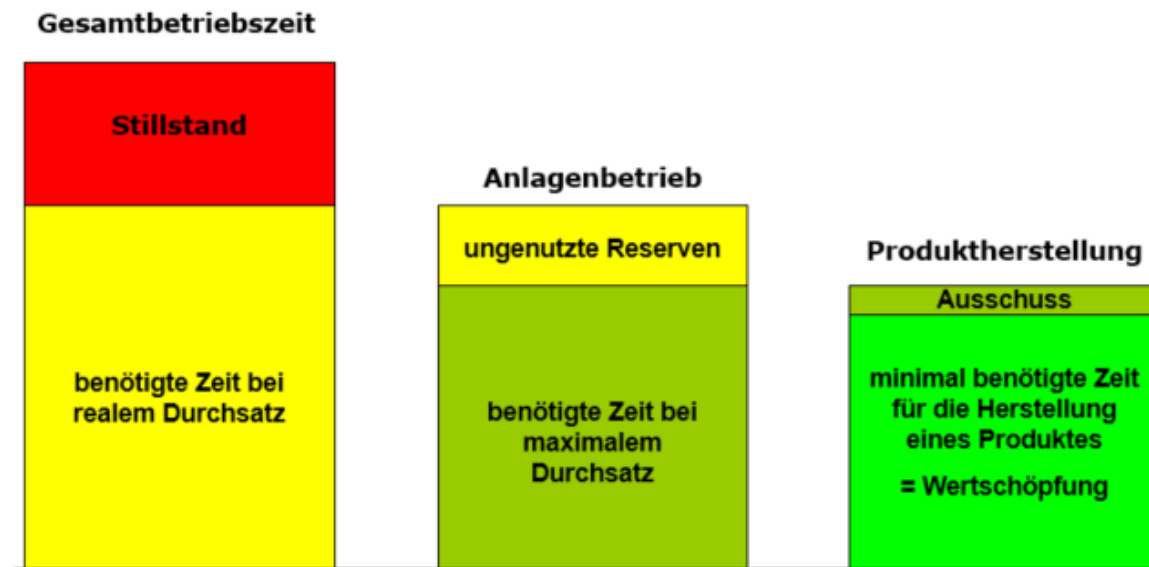 Gesamtbetriebszeit
Stillstand
benötigte Zeit bei
realem Durchsatz
Anlagenbetrieb
ungenutzte Reserven
benötigte Zeit bei
maximalem
Durchsatz
Produktherstellung
Ausschuss
minimal benötigte Zeit
für die Herstellung
eines Produktes
= Wertschöpfung